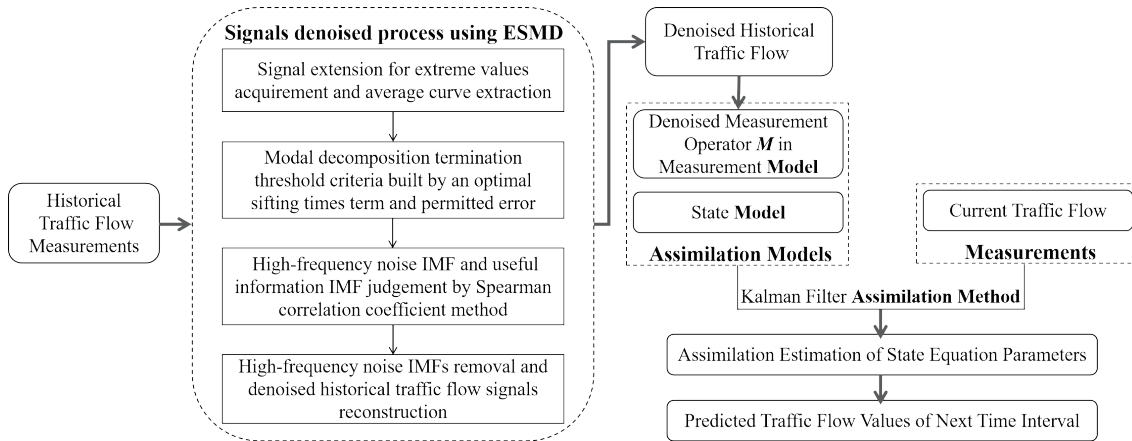 Historical
Traffic Flow
Measurements
Signals denoised process using ESMD
Signal extension for extreme values
acquirement and average curve extraction
Modal decomposition termination
threshold criteria built by an optimal
sifting times term and permitted error
High-frequency noise IMF and useful
information IMF judgement by Spearman
correlation coefficient method
High-frequency noise IMFs removal and
denoised historical traffic flow signals
reconstruction
Denoised Historical
Traffic Flow
Denoised Measurement
Operator M in
Measurement Model
State Model
Assimilation Models
Current Traffic Flow
Measurements
Kalman Filter Assimilation Method
Assimilation Estimation of State Equation Parameters
Predicted Traffic Flow Values of Next Time Interval